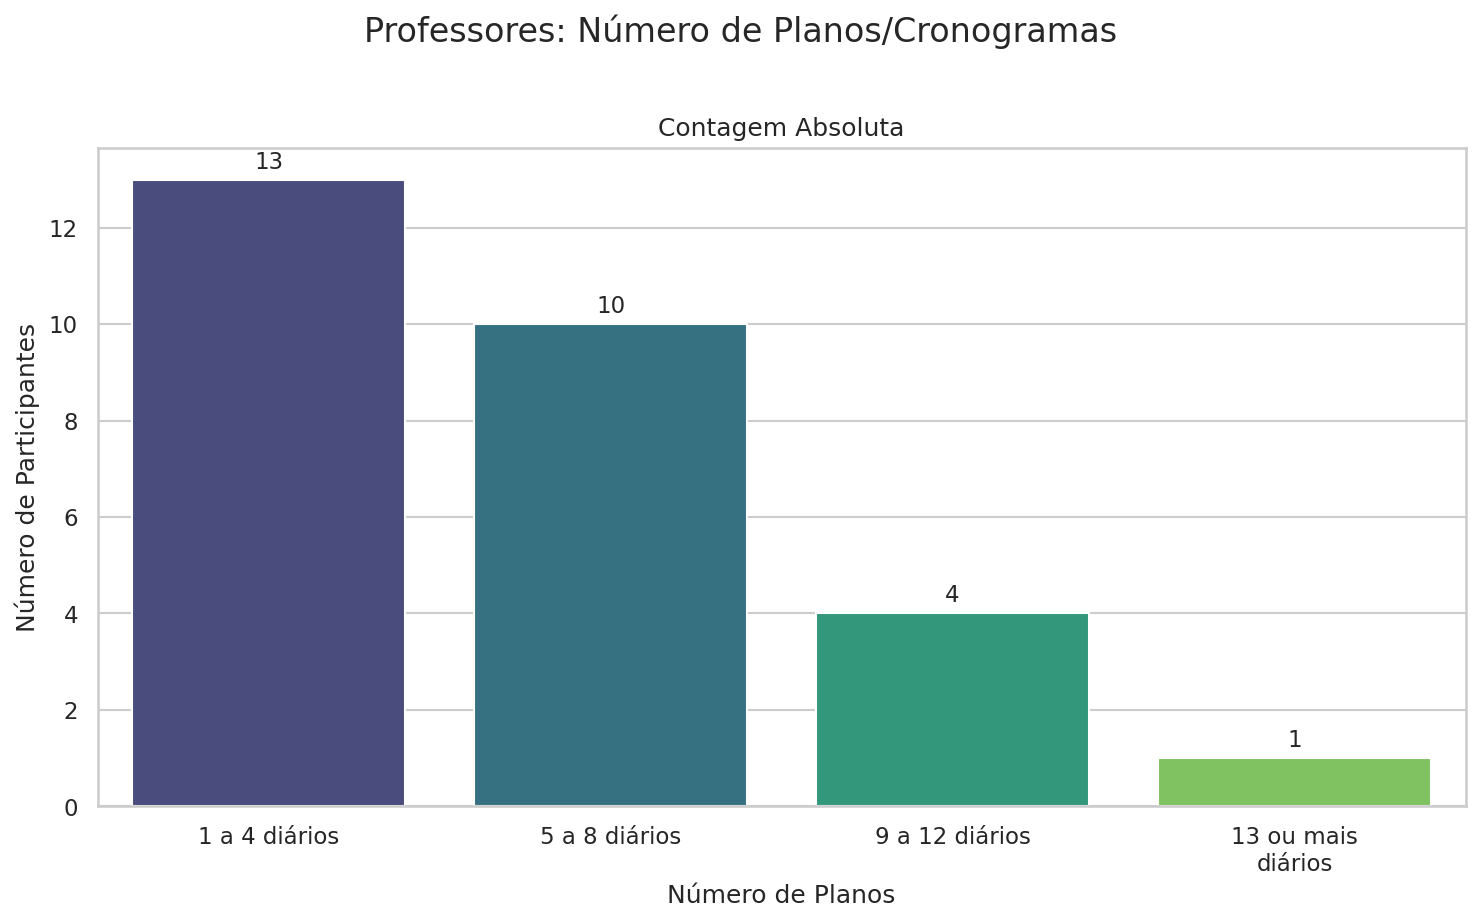 Professores: Número de Planos/Cronogramas
Contagem Absoluta
Número de Participantes
12
10
8
6
4
2
0
13
10
4
1
1 a 4 diários
5 a 8 diários
9 a 12 diários
13 ou mais
diários
Número de Planos